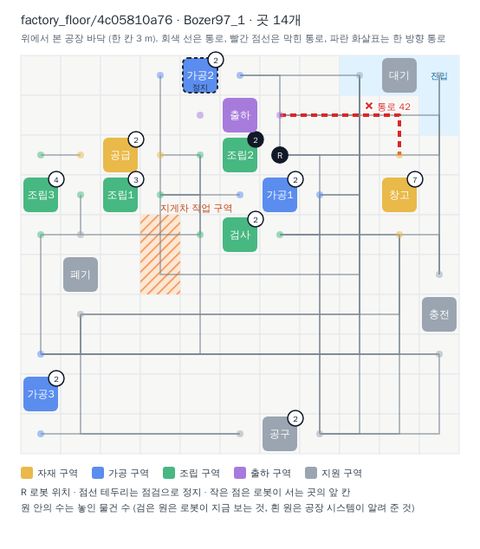 factory_floor/4c05810a76 · Bozer97_1 · 곳 14개
위에서 본 공장 바닥 (한 칸 3 m). 회색 선은 통로, 빨간 점선은 막힌 통로, 파란 화살표는 한 방향 통로
가공2 2
정지
대기
전립
출하
✕ 통로 42
공급 2
조립2 2
R
조립3 4
조립1 3
가공1 2
창고 7
지게차 작업 구역
검사 2
폐기
충전
가공3 2
공구 2
자재 구역 가공 구역 조립 구역 출하 구역 지원 구역
R 로봇 위치 · 점선 테두리는 점검으로 정지 · 작은 점은 로봇이 서는 곳의 앞 칸
원 안의 수는 놓인 물건 수 (검은 원은 로봇이 지금 보는 것, 흰 원은 공장 시스템이 알려 준 것)